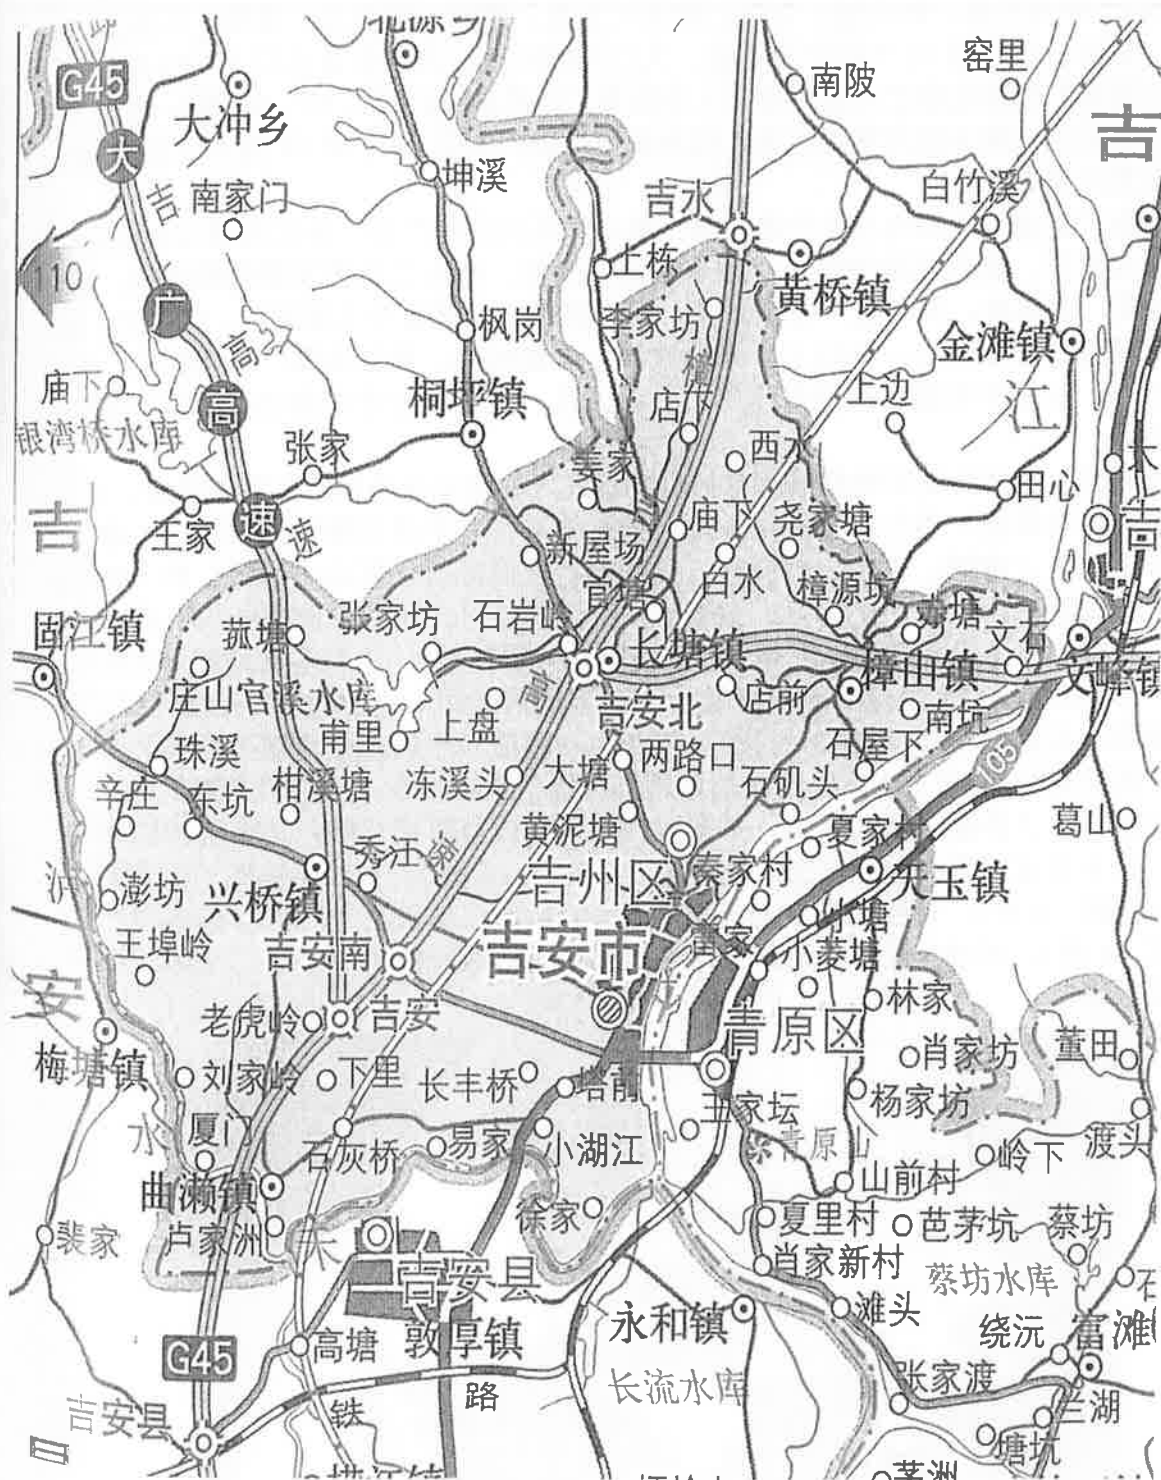 G45
大冲乡
南陂
窑里
吉
大
吉
南家门
坤溪
吉水
白竹溪
110
上栋
黄桥镇
广
李家坊
枫岗
金滩镇
高
樟
庙下
桐坪镇
店下
上边
江
高
银湾桥水库
张家
姜家
西水
田心
吉
王家
速
速
新屋场
庙下
尧家塘
吉
官塘
白水
樟源坊
固江镇
菰塘
张家坊
石岩岭
长塘镇
文石
樟山镇
文峰镇
庄山
官溪水库
高
吉安北
店前
南坑
珠溪
甫里
上盘
两路口
石屋下
105
辛庄
东坑
柑溪塘
冻溪头
大塘
石矶头
葛山
黄泥塘
夏家村
秀江
吉州区
秦家村
天玉镇
澎坊
兴桥镇
小塘
王埠岭
吉安南
吉安市
小菱塘
安
林家
老虎岭
吉安
青原区
梅塘镇
刘家岭
下里
长丰桥
塔前
肖家坊
董田
杨家坊
王家坛
水
厦门
石灰桥
易家
小湖江
青原山
岭下
渡头
山前村
曲濑镇
徐家
夏里村
芭茅坑
蔡坊
裴家
卢家洲
禾
吉安县
肖家新村
蔡坊水库
滩头
绕沅
富滩
G45
高塘
敦厚镇
永和镇
吉安县
铁
路
长流水库
张家渡
兰湖
塘坑
茅洲